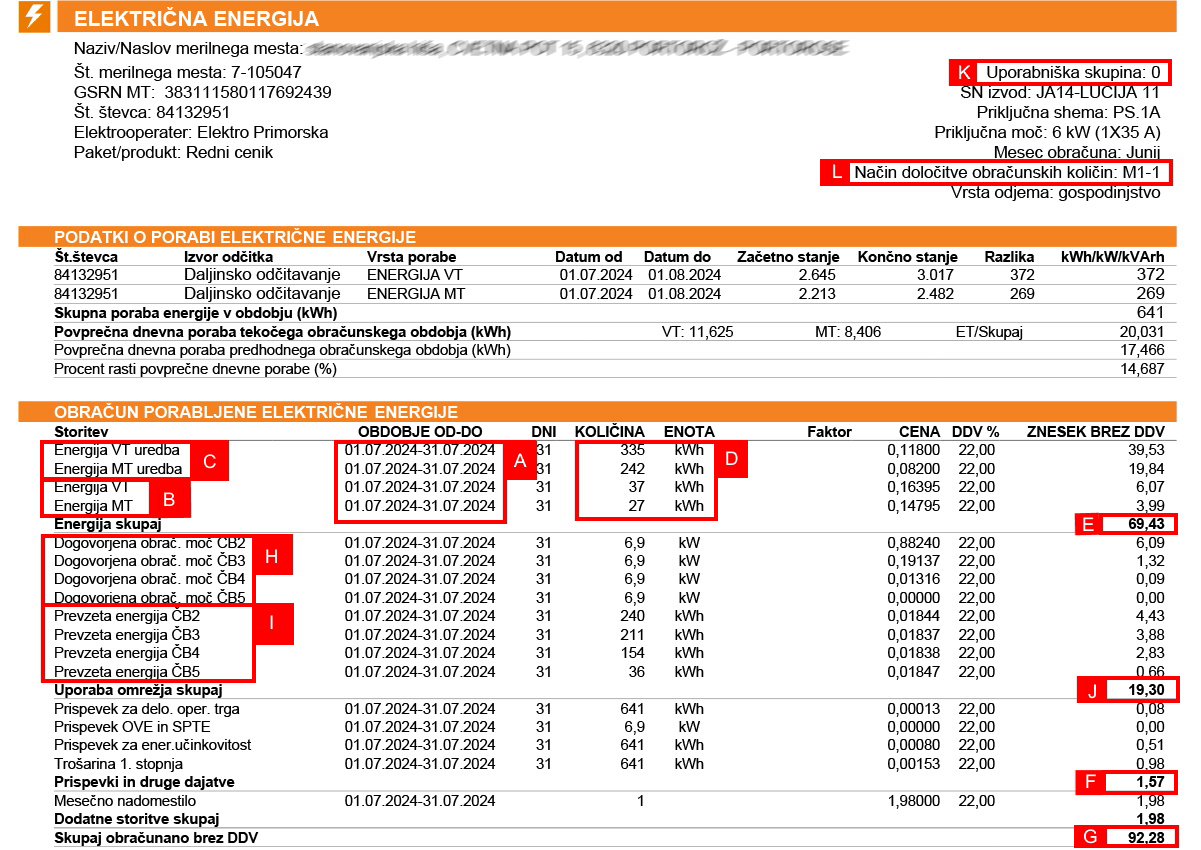 ELEKTRIČNA ENERGIJA
Naziv/Naslov merilnega mesta:
Št. merilnega mesta: 7-105047
GSRN MT: 383111580117692439
Št. števca: 84132951
Elektrooperater: Elektro Primorska
Paket/produkt: Redni cenik
K Uporabniška skupina: 0
SN izvod: JA14-LUCIJA 11
Priključna shema: PS.1A
Priključna moč: 6 kW (1X35 A)
Mesec obračuna: Junij
L Način določitve obračunskih količin: M1-1
Vrsta odjema: gospodinjstvo
PODATKI O PORABI ELEKTRIČNE ENERGIJE
Št.števca Izvor odčitka Vrsta porabe Datum od Datum do Začetno stanje Končno stanje Razlika kWh/kW/kVArh
84132951 Daljinsko odčitavanje ENERGIJA VT 01.07.2024 01.08.2024 2.645 3.017 372 372
84132951 Daljinsko odčitavanje ENERGIJA MT 01.07.2024 01.08.2024 2.213 2.482 269 269
Skupna poraba energije v obdobju (kWh) 641
Povprečna dnevna poraba tekočega obračunskega obdobja (kWh) VT: 11,625 MT: 8,406 ET/Skupaj 20,031
Povprečna dnevna poraba predhodnega obračunskega obdobja (kWh) 17,466
Procent rasti povprečne dnevne porabe (%) 14,687
OBRAČUN PORABLJENE ELEKTRIČNE ENERGIJE
Storitev OBDOBJE OD-DO DNI KOLIČINA ENOTA Faktor CENA DDV % ZNESEK BREZ DDV
Energija VT uredba C 01.07.2024-31.07.2024 A 31 335 kWh D 0,11800 22,00 39,53
Energija MT uredba 01.07.2024-31.07.2024 31 242 kWh 0,08200 22,00 19,84
Energija VT B 01.07.2024-31.07.2024 31 37 kWh 0,16395 22,00 6,07
Energija MT 01.07.2024-31.07.2024 31 27 kWh 0,14795 22,00 3,99
Energija skupaj E 69,43
Dogovorjena obrač. moč ČB2 H 01.07.2024-31.07.2024 31 6,9 kW 0,88240 22,00 6,09
Dogovorjena obrač. moč ČB3 01.07.2024-31.07.2024 31 6,9 kW 0,19137 22,00 1,32
Dogovorjena obrač. moč ČB4 01.07.2024-31.07.2024 31 6,9 kW 0,01316 22,00 0,09
Dogovorjena obrač. moč ČB5 01.07.2024-31.07.2024 31 6,9 kW 0,00000 22,00 0,00
Prevzeta energija ČB2 I 01.07.2024-31.07.2024 31 240 kWh 0,01844 22,00 4,43
Prevzeta energija ČB3 01.07.2024-31.07.2024 31 211 kWh 0,01837 22,00 3,88
Prevzeta energija ČB4 01.07.2024-31.07.2024 31 154 kWh 0,01838 22,00 2,83
Prevzeta energija ČB5 01.07.2024-31.07.2024 31 36 kWh 0,01847 22,00 0,66
Uporaba omrežja skupaj J 19,30
Prispevek za delo. oper. trga 01.07.2024-31.07.2024 31 641 kWh 0,00013 22,00 0,08
Prispevek OVE in SPTE 01.07.2024-31.07.2024 31 6,9 kW 0,00000 22,00 0,00
Prispevek za ener.učinkovitost 01.07.2024-31.07.2024 31 641 kWh 0,00080 22,00 0,51
Trošarina 1. stopnja 01.07.2024-31.07.2024 31 641 kWh 0,00153 22,00 0,98
Prispevki in druge dajatve F 1,57
Mesečno nadomestilo 01.07.2024-31.07.2024 1 1,98000 22,00 1,98
Dodatne storitve skupaj 1,98
Skupaj obračunano brez DDV G 92,28